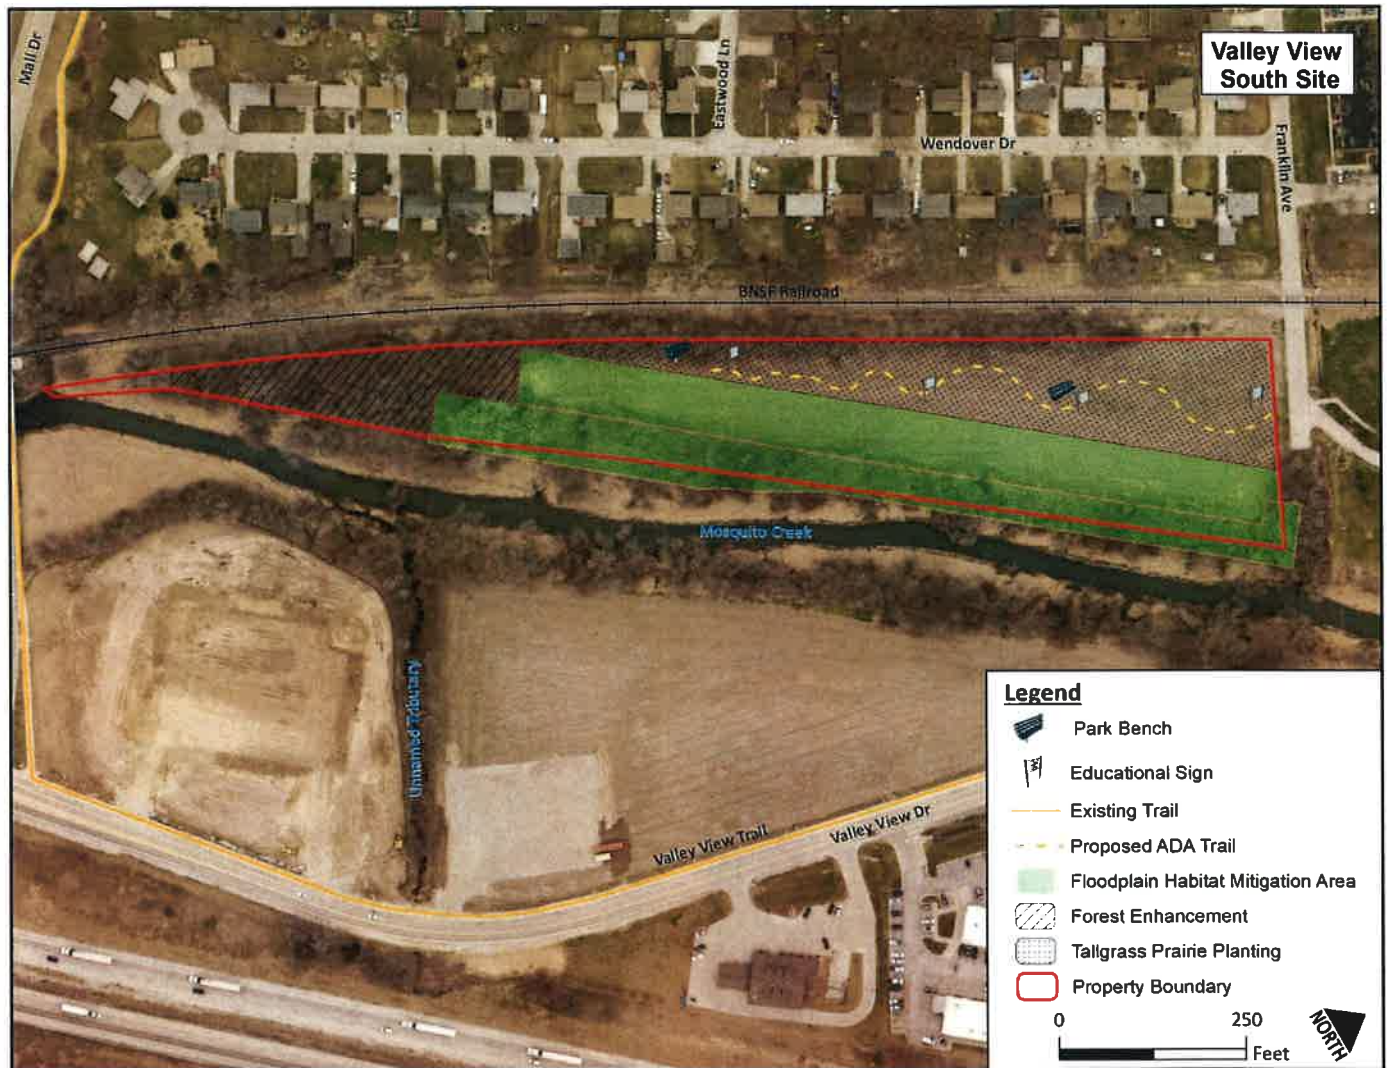 Valley View
South Site
Mall Dr
Eastwood Ln
Wendover Dr
Franklin Ave
BNSF Railroad
Mosquito Creek
Unnamed Tributary
Valley View Trail
Valley View Dr
Legend
Park Bench
Educational Sign
Existing Trail
Proposed ADA Trail
Floodplain Habitat Mitigation Area
Forest Enhancement
Tallgrass Prairie Planting
Property Boundary
0 250
Feet
NORTH